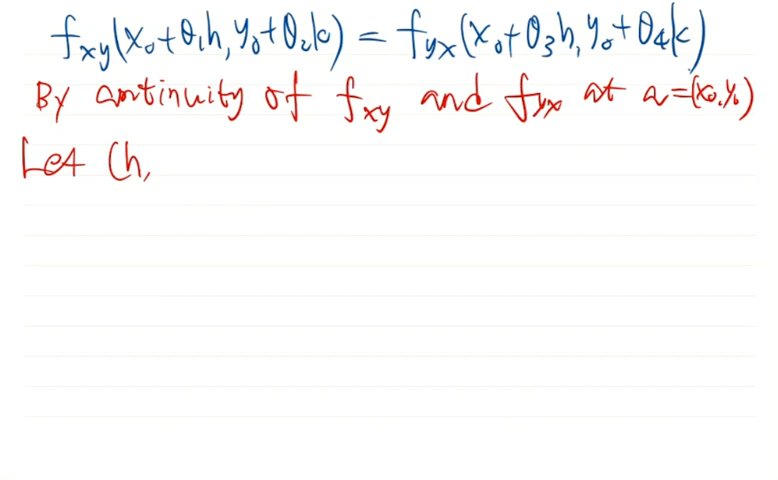 fxy(x₀+θ₁h, y₀+θ₂k) = fyx(x₀+θ₃h, y₀+θ₄k)
By continuity of fxy and fyx at a=(x₀,y₀)
Let (h,